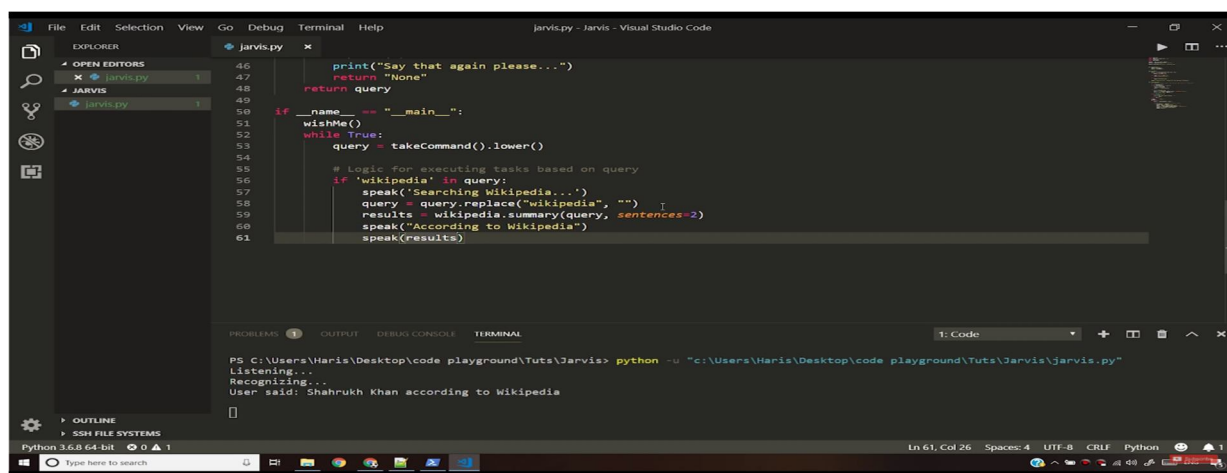 File Edit Selection View Go Debug Terminal Help jarvis.py - Jarvis - Visual Studio Code
EXPLORER
OPEN EDITORS
jarvis.py 1
JARVIS
jarvis.py 1
jarvis.py
46 print("Say that again please...")
47 return "None"
48 return query
49
50 if __name__ == "__main__":
51 wishMe()
52 while True:
53 query = takeCommand().lower()
54
55 # Logic for executing tasks based on query
56 if 'wikipedia' in query:
57 speak('Searching Wikipedia...')
58 query = query.replace("wikipedia", "")
59 results = wikipedia.summary(query, sentences=2)
60 speak("According to Wikipedia")
61 speak(results)
PROBLEMS 1 OUTPUT DEBUG CONSOLE TERMINAL 1: Code
PS C:\Users\Haris\Desktop\code playground\Tuts\Jarvis> python -u "c:\Users\Haris\Desktop\code playground\Tuts\Jarvis\jarvis.py"
Listening...
Recognizing...
User said: Shahrukh Khan according to Wikipedia
OUTLINE
SSH FILE SYSTEMS
Python 3.6.8 64-bit 0 1 Ln 61, Col 26 Spaces: 4 UTF-8 CRLF Python 1
Type here to search